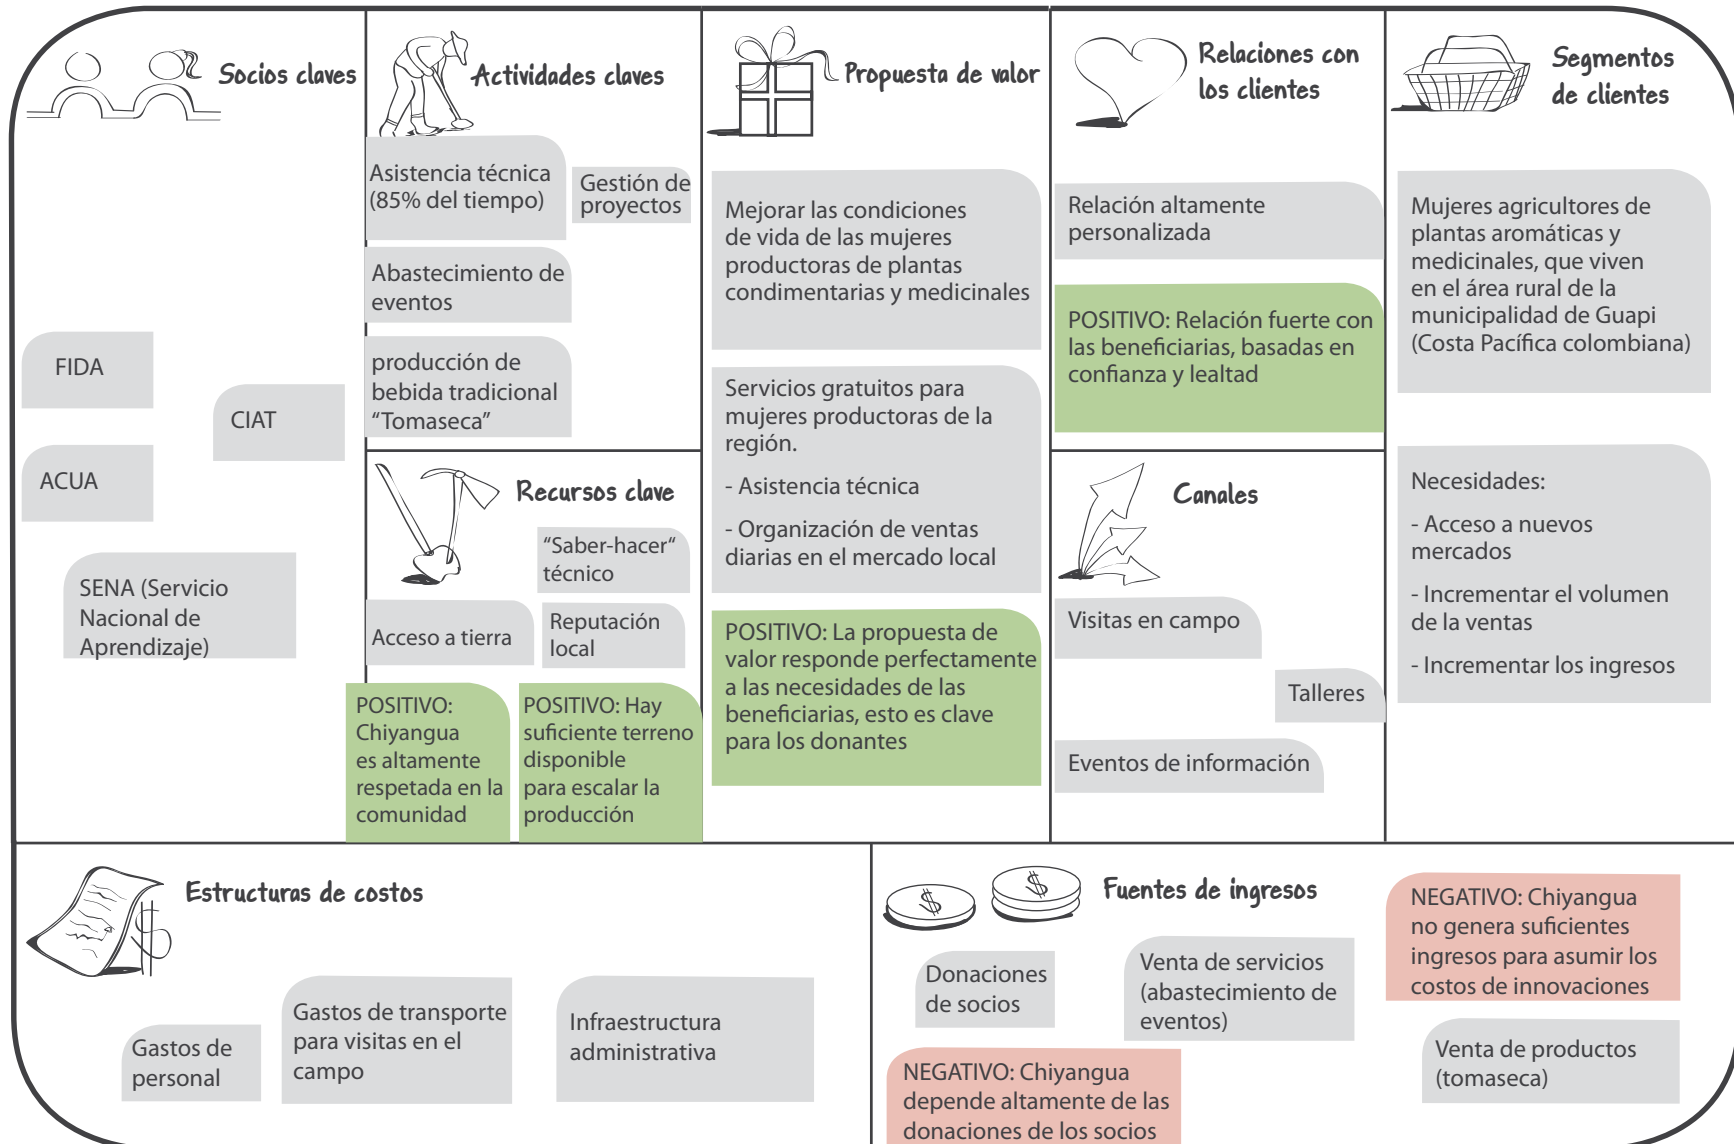 Socios claves
FIDA
CIAT
ACUA
SENA (Servicio
Nacional de
Aprendizaje)
Actividades claves
Asistencia técnica
(85% del tiempo)
Gestión de
proyectos
Abastecimiento de
eventos
producción de
bebida tradicional
“Tomaseca”
Recursos clave
“Saber-hacer“
técnico
Acceso a tierra
Reputación
local
POSITIVO:
Chiyangua
es altamente
respetada en la
comunidad
POSITIVO: Hay
suficiente terreno
disponible
para escalar la
producción
Propuesta de valor
Mejorar las condiciones
de vida de las mujeres
productoras de plantas
condimentarias y medicinales
Servicios gratuitos para
mujeres productoras de la
región.
- Asistencia técnica
- Organización de ventas
diarias en el mercado local
POSITIVO: La propuesta de
valor responde perfectamente
a las necesidades de las
beneficiarias, esto es clave
para los donantes
Relaciones con
los clientes
Relación altamente
personalizada
POSITIVO: Relación fuerte con
las beneficiarias, basadas en
confianza y lealtad
Canales
Visitas en campo
Talleres
Eventos de información
Segmentos
de clientes
Mujeres agricultores de
plantas aromáticas y
medicinales, que viven
en el área rural de la
municipalidad de Guapi
(Costa Pacífica colombiana)
Necesidades:
- Acceso a nuevos
mercados
- Incrementar el volumen
de la ventas
- Incrementar los ingresos
Estructuras de costos
$
Gastos de
personal
Gastos de transporte
para visitas en el
campo
Infraestructura
administrativa
$
$
Fuentes de ingresos
Donaciones
de socios
Venta de servicios
(abastecimiento de
eventos)
NEGATIVO: Chiyangua
no genera suficientes
ingresos para asumir los
costos de innovaciones
NEGATIVO: Chiyangua
depende altamente de las
donaciones de los socios
Venta de productos
(tomaseca)